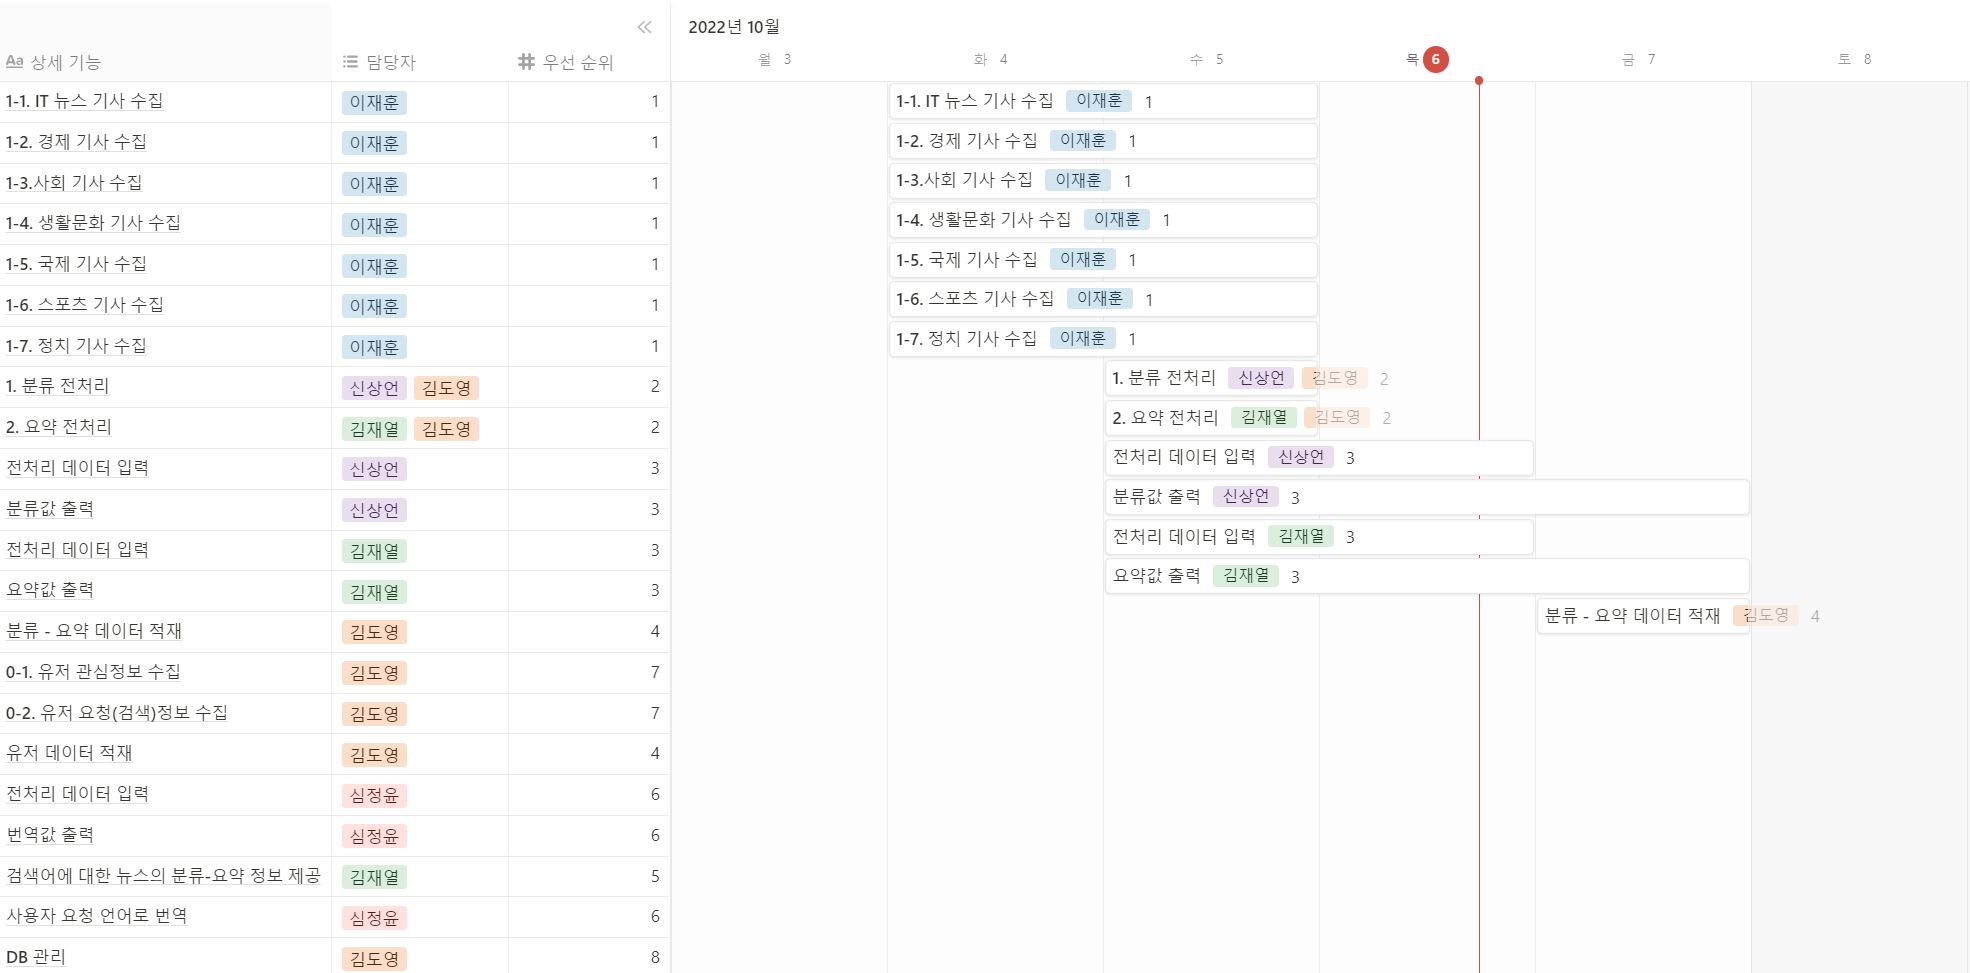 2022년 10월
Aa 상세 기능 담당자 # 우선 순위 월 3 화 4 수 5 목 6 금 7 토 8
1-1. IT 뉴스 기사 수집 이재훈 1 1-1. IT 뉴스 기사 수집 이재훈 1
1-2. 경제 기사 수집 이재훈 1 1-2. 경제 기사 수집 이재훈 1
1-3.사회 기사 수집 이재훈 1 1-3.사회 기사 수집 이재훈 1
1-4. 생활문화 기사 수집 이재훈 1 1-4. 생활문화 기사 수집 이재훈 1
1-5. 국제 기사 수집 이재훈 1 1-5. 국제 기사 수집 이재훈 1
1-6. 스포츠 기사 수집 이재훈 1 1-6. 스포츠 기사 수집 이재훈 1
1-7. 정치 기사 수집 이재훈 1 1-7. 정치 기사 수집 이재훈 1
1. 분류 전처리 신상언 김도영 2 1. 분류 전처리 신상언 김도영 2
2. 요약 전처리 김재열 김도영 2 2. 요약 전처리 김재열 김도영 2
전처리 데이터 입력 신상언 3 전처리 데이터 입력 신상언 3
분류값 출력 신상언 3 분류값 출력 신상언 3
전처리 데이터 입력 김재열 3 전처리 데이터 입력 김재열 3
요약값 출력 김재열 3 요약값 출력 김재열 3
분류 - 요약 데이터 적재 김도영 4 분류 - 요약 데이터 적재 김도영 4
0-1. 유저 관심정보 수집 김도영 7
0-2. 유저 요청(검색)정보 수집 김도영 7
유저 데이터 적재 김도영 4
전처리 데이터 입력 심정윤 6
번역값 출력 심정윤 6
검색어에 대한 뉴스의 분류-요약 정보 제공 김재열 5
사용자 요청 언어로 번역 심정윤 6
DB 관리 김도영 8